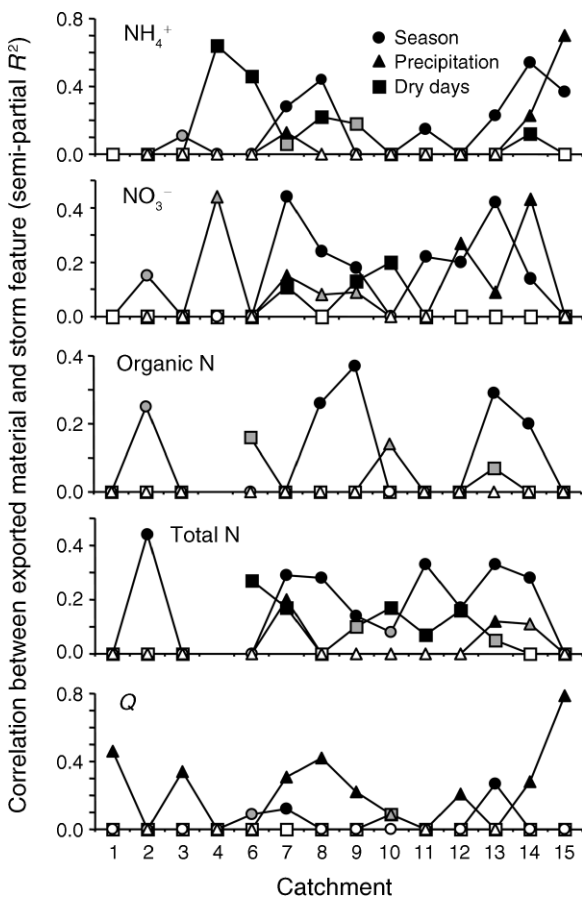 Correlation between exported material and storm feature (semi-partial R²)
NH₄⁺
Season
Precipitation
Dry days
0.8
0.4
0.0
NO₃⁻
0.4
0.2
0.0
Organic N
0.4
0.2
0.0
Total N
0.4
0.2
0.0
Q
0.8
0.4
0.0
1 2 3 4 6 7 8 9 10 11 12 13 14 15
Catchment